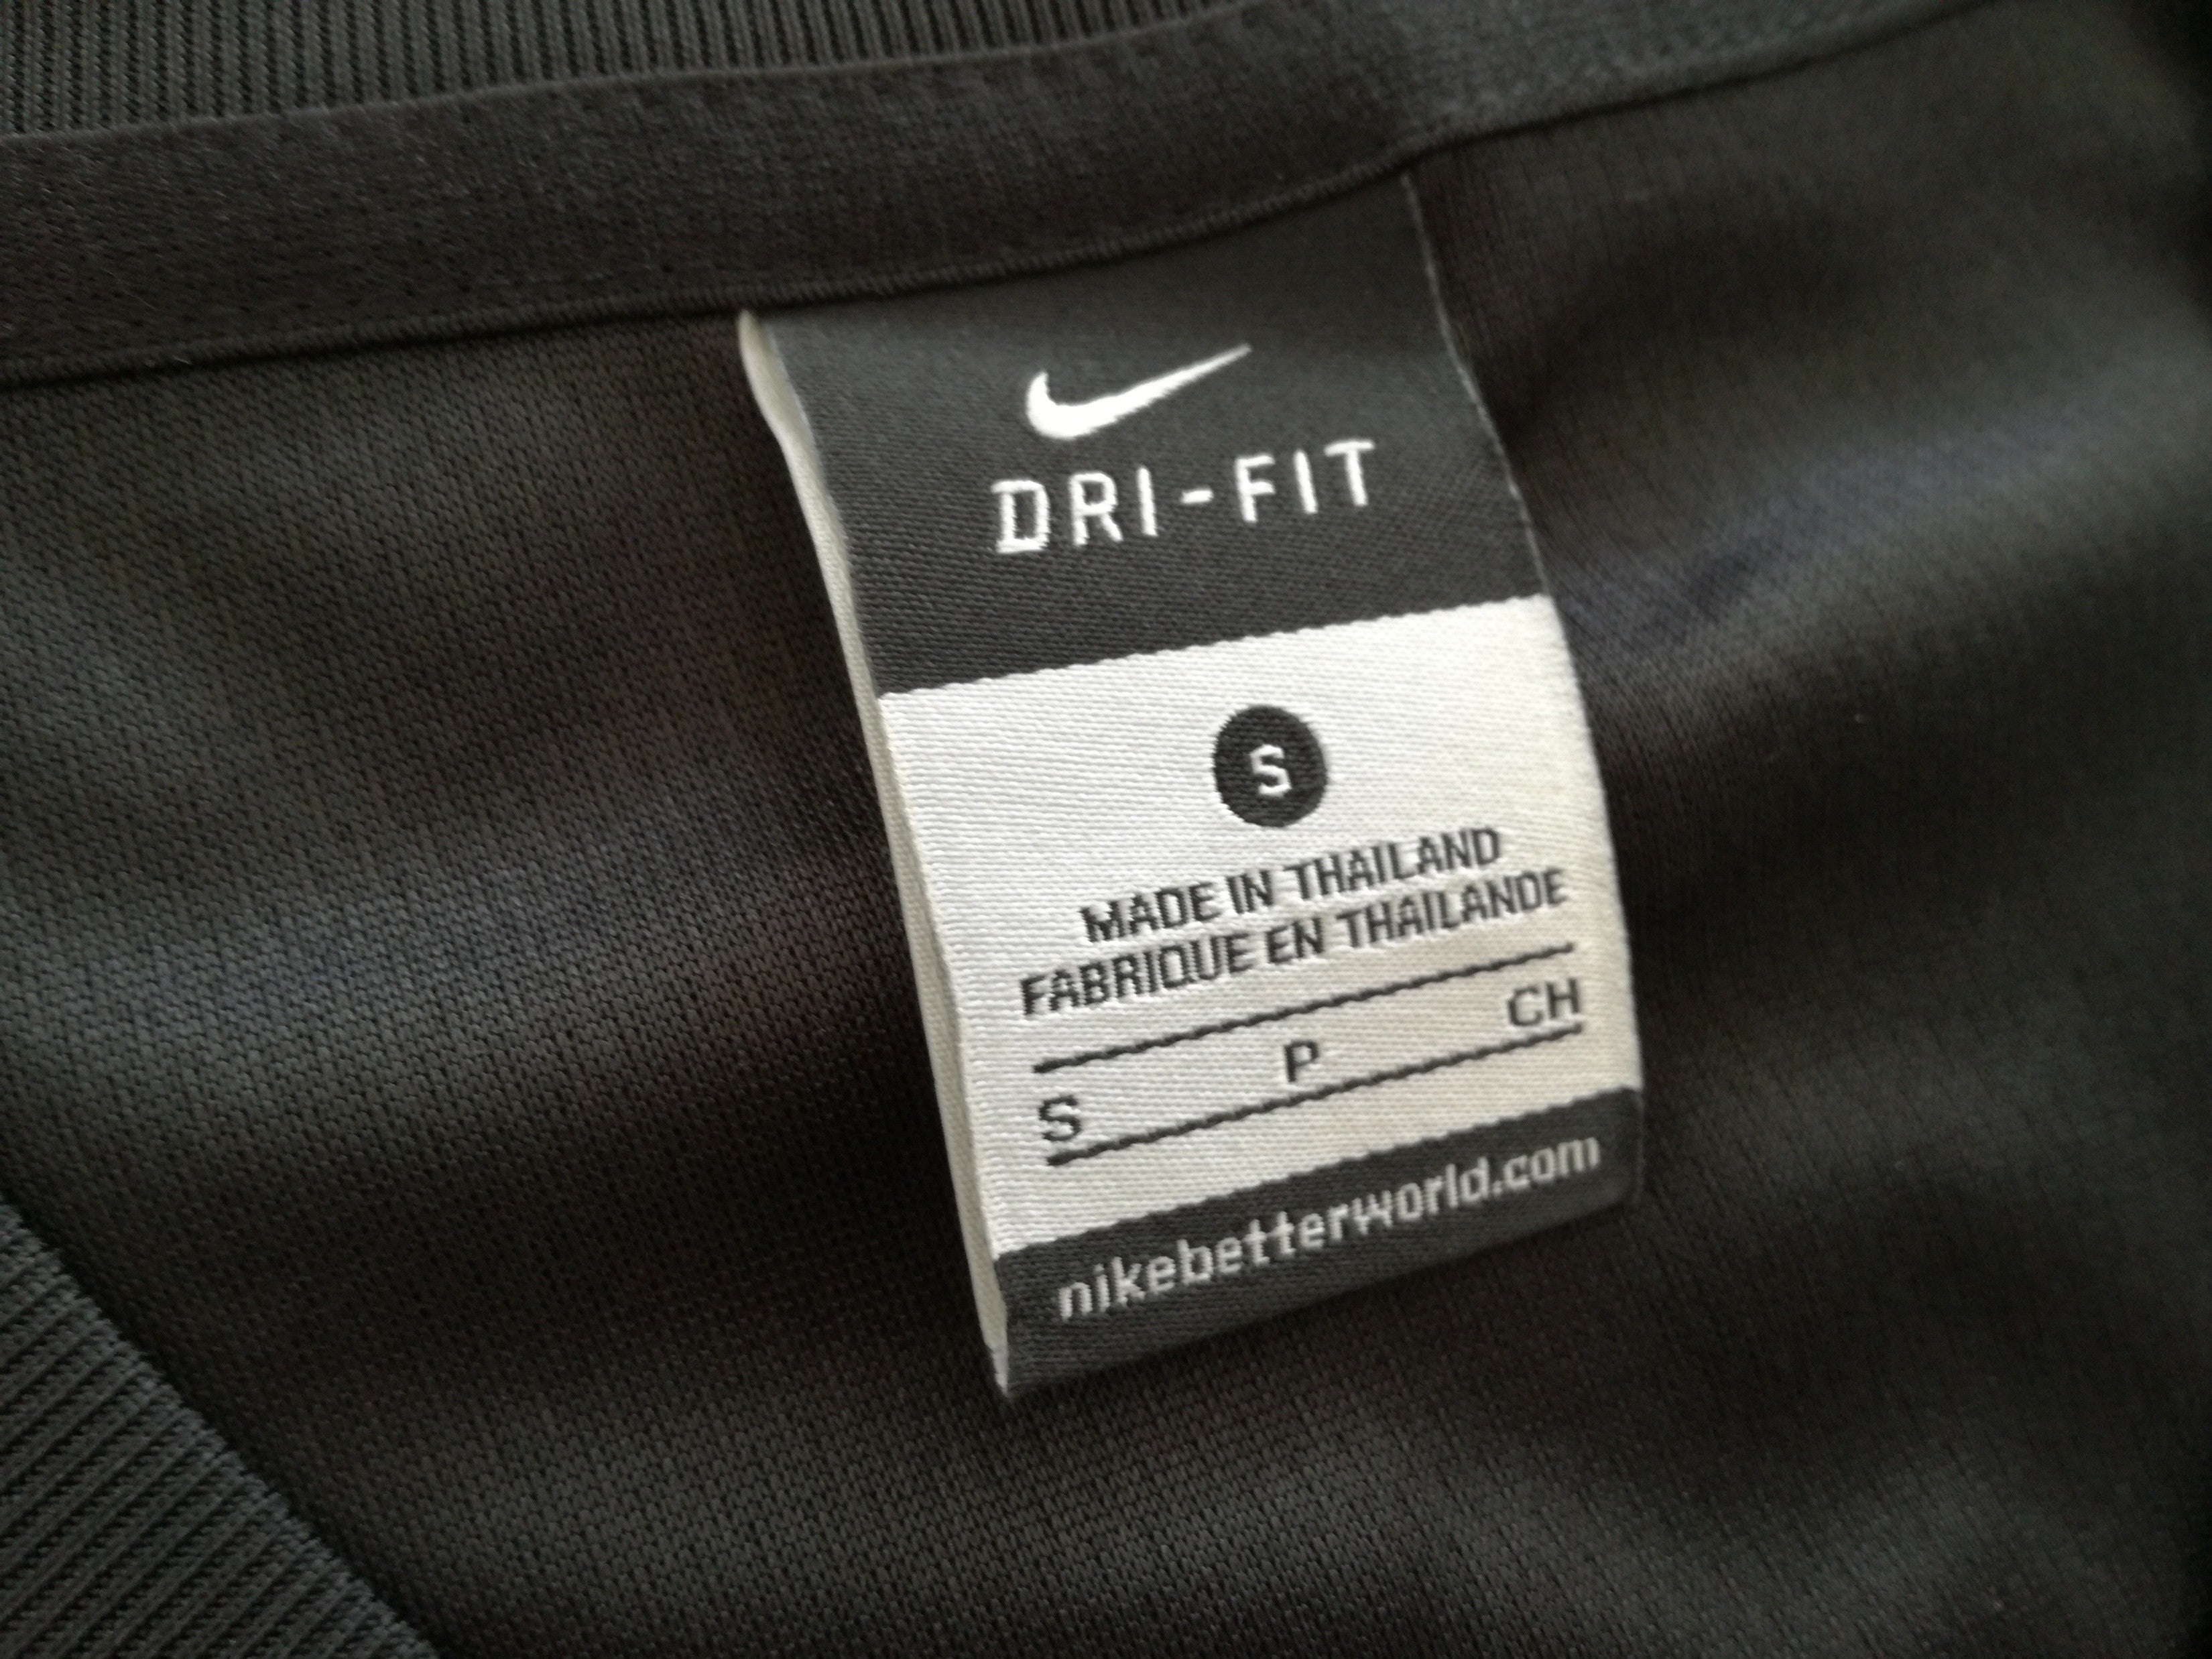 DRI-FIT
S
MADE IN THAILAND
FABRIQUE EN THAILANDE
S P CH
nikebetterworld.com